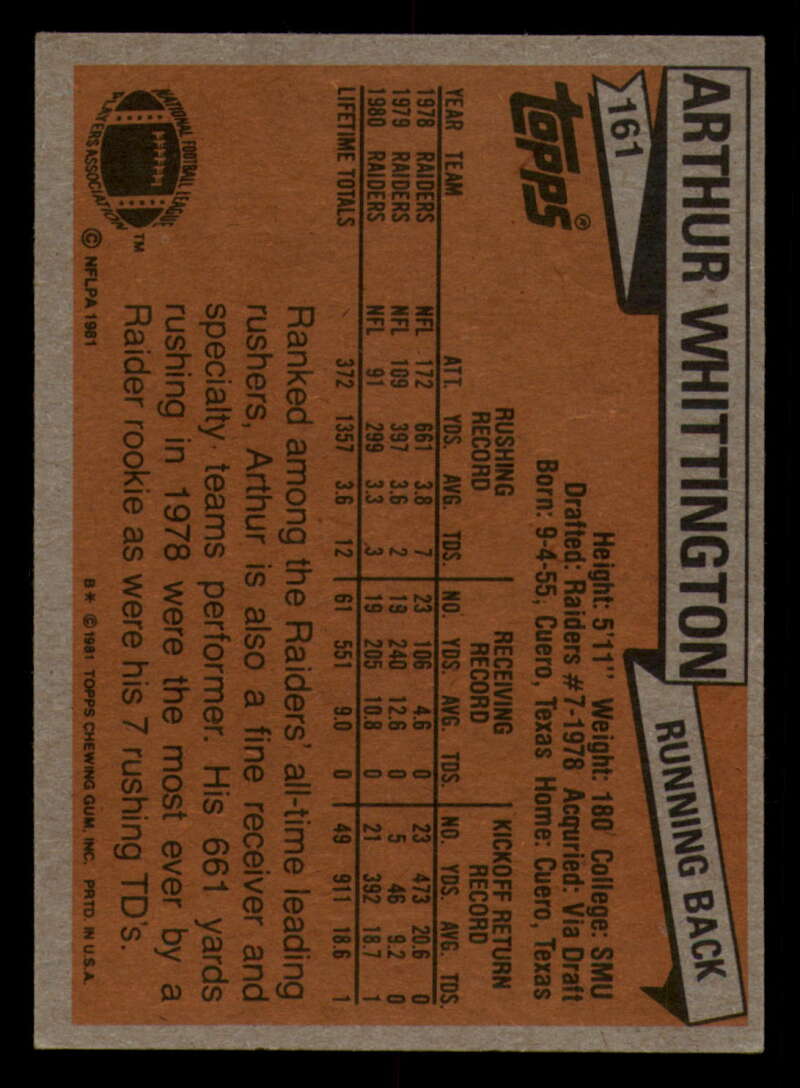 ARTHUR WHITTINGTON
RUNNING BACK
161
topps®
Height: 5'11" Weight: 180 College: SMU
Drafted: Raiders #7-1978 Acquried: Via Draft
Born: 9-4-55, Cuero, Texas Home: Cuero, Texas
RUSHING RECORD RECEIVING RECORD KICKOFF RETURN RECORD
YEAR TEAM ATT. YDS. AVG. TDS. NO. YDS. AVG. TDS. NO. YDS. AVG. TDS.
1978 RAIDERS NFL 172 661 3.8 7 23 106 4.6 0 23 473 20.6 0
1979 RAIDERS NFL 109 397 3.6 2 19 240 12.6 0 5 46 9.2 0
1980 RAIDERS NFL 91 299 3.3 3 19 205 10.8 0 21 392 18.7 1
LIFETIME TOTALS 372 1357 3.6 12 61 551 9.0 0 49 911 18.6 1
Ranked among the Raiders' all-time leading
rushers, Arthur is also a fine receiver and
specialty teams performer. His 661 yards
rushing in 1978 were the most ever by a
Raider rookie as were his 7 rushing TD's.
NATIONAL FOOTBALL LEAGUE
PLAYERS ASSOCIATION
TM
© NFLPA 1981
B* ©1981 TOPPS CHEWING GUM, INC. PRTD. IN U.S.A.